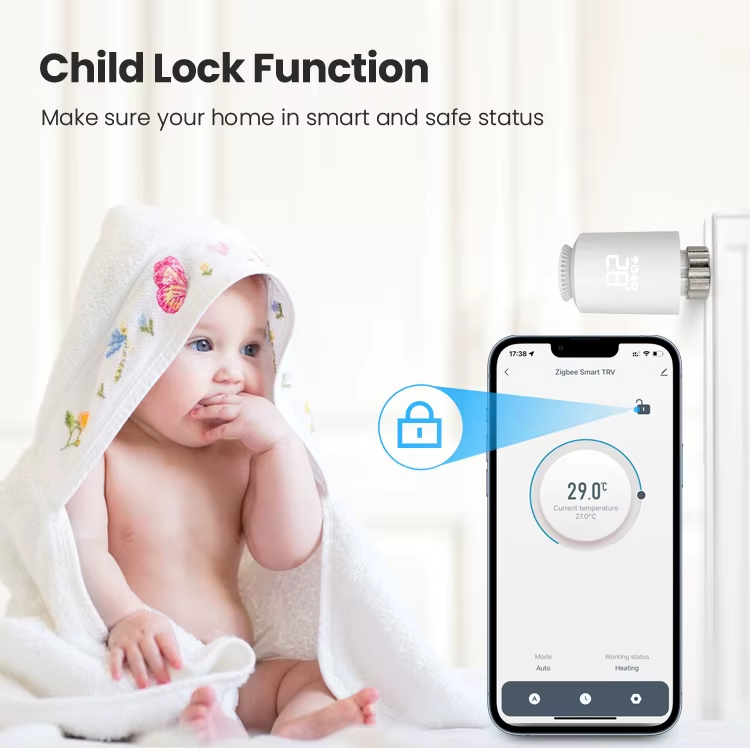 Child Lock Function
Make sure your home in smart and safe status
17:38
Zigbee Smart TRV
29.0℃
Current temperature
27.0°C
Mode
Working status
Auto
Heating
A